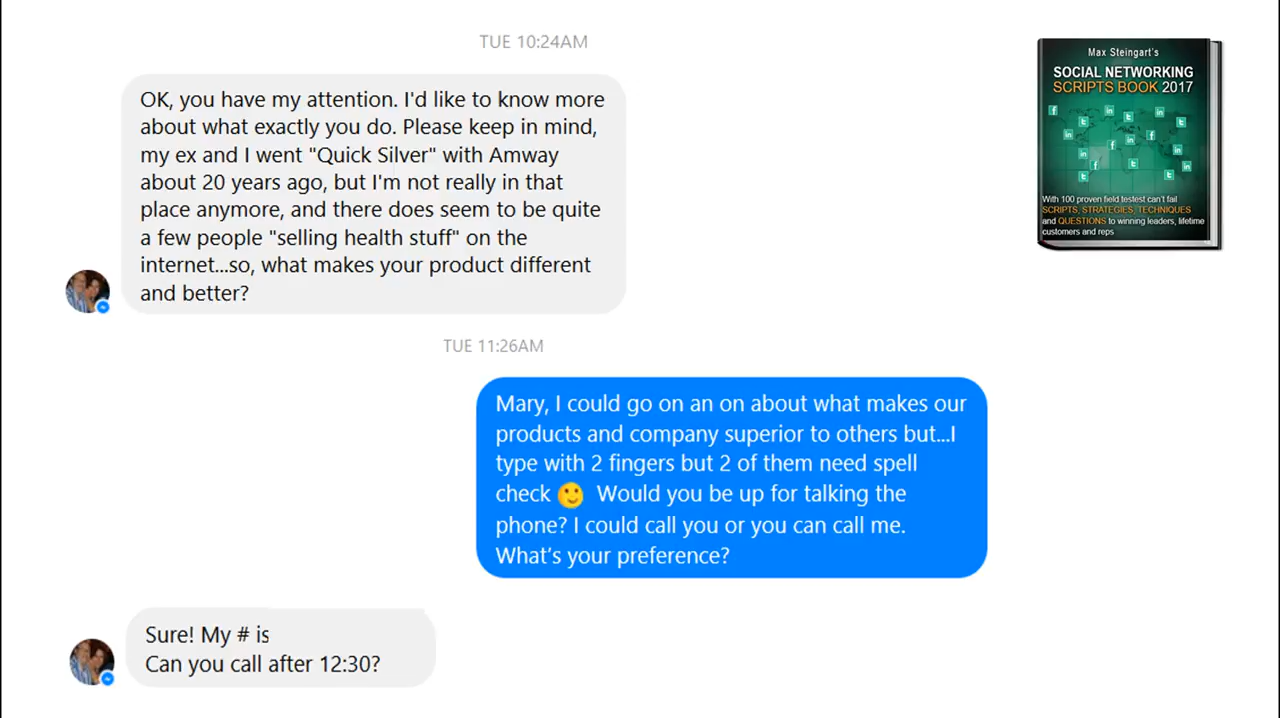 TUE 10:24AM
OK, you have my attention. I'd like to know more
about what exactly you do. Please keep in mind,
my ex and I went "Quick Silver" with Amway
about 20 years ago, but I'm not really in that
place anymore, and there does seem to be quite
a few people "selling health stuff" on the
internet...so, what makes your product different
and better?
TUE 11:26AM
Mary, I could go on an on about what makes our
products and company superior to others but...I
type with 2 fingers but 2 of them need spell
check 🙂 Would you be up for talking the
phone? I could call you or you can call me.
What's your preference?
Sure! My # is
Can you call after 12:30?
Max Steingart's
SOCIAL NETWORKING
SCRIPTS BOOK 2017
With 100 proven field testest can't fail
SCRIPTS, STRATEGIES, TECHNIQUES
and QUESTIONS to winning leaders, lifetime
customers and reps